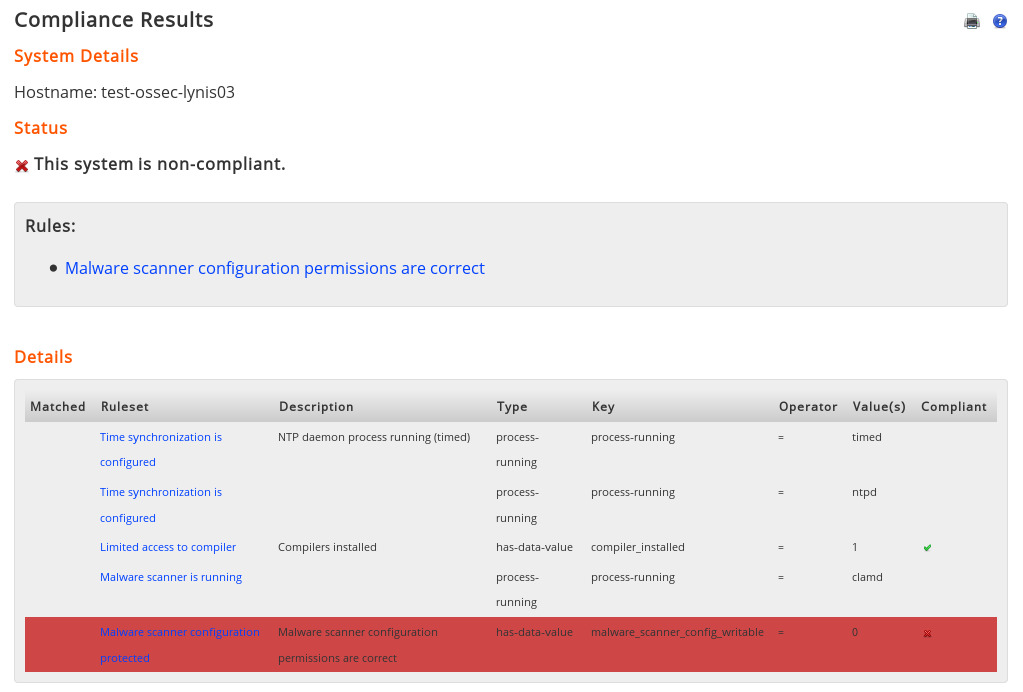 Compliance Results
System Details
Hostname: test-ossec-lynis03
Status
This system is non-compliant.
Rules:
Malware scanner configuration permissions are correct
Details
Matched Ruleset Description Type Key Operator Value(s) Compliant
Time synchronization is NTP daemon process running (timed) process- process-running = timed
configured running
Time synchronization is process- process-running = ntpd
configured running
Limited access to compiler Compilers installed has-data-value compiler_installed = 1
Malware scanner is running process- process-running = clamd
running
Malware scanner configuration Malware scanner configuration has-data-value malware_scanner_config_writable = 0
protected permissions are correct